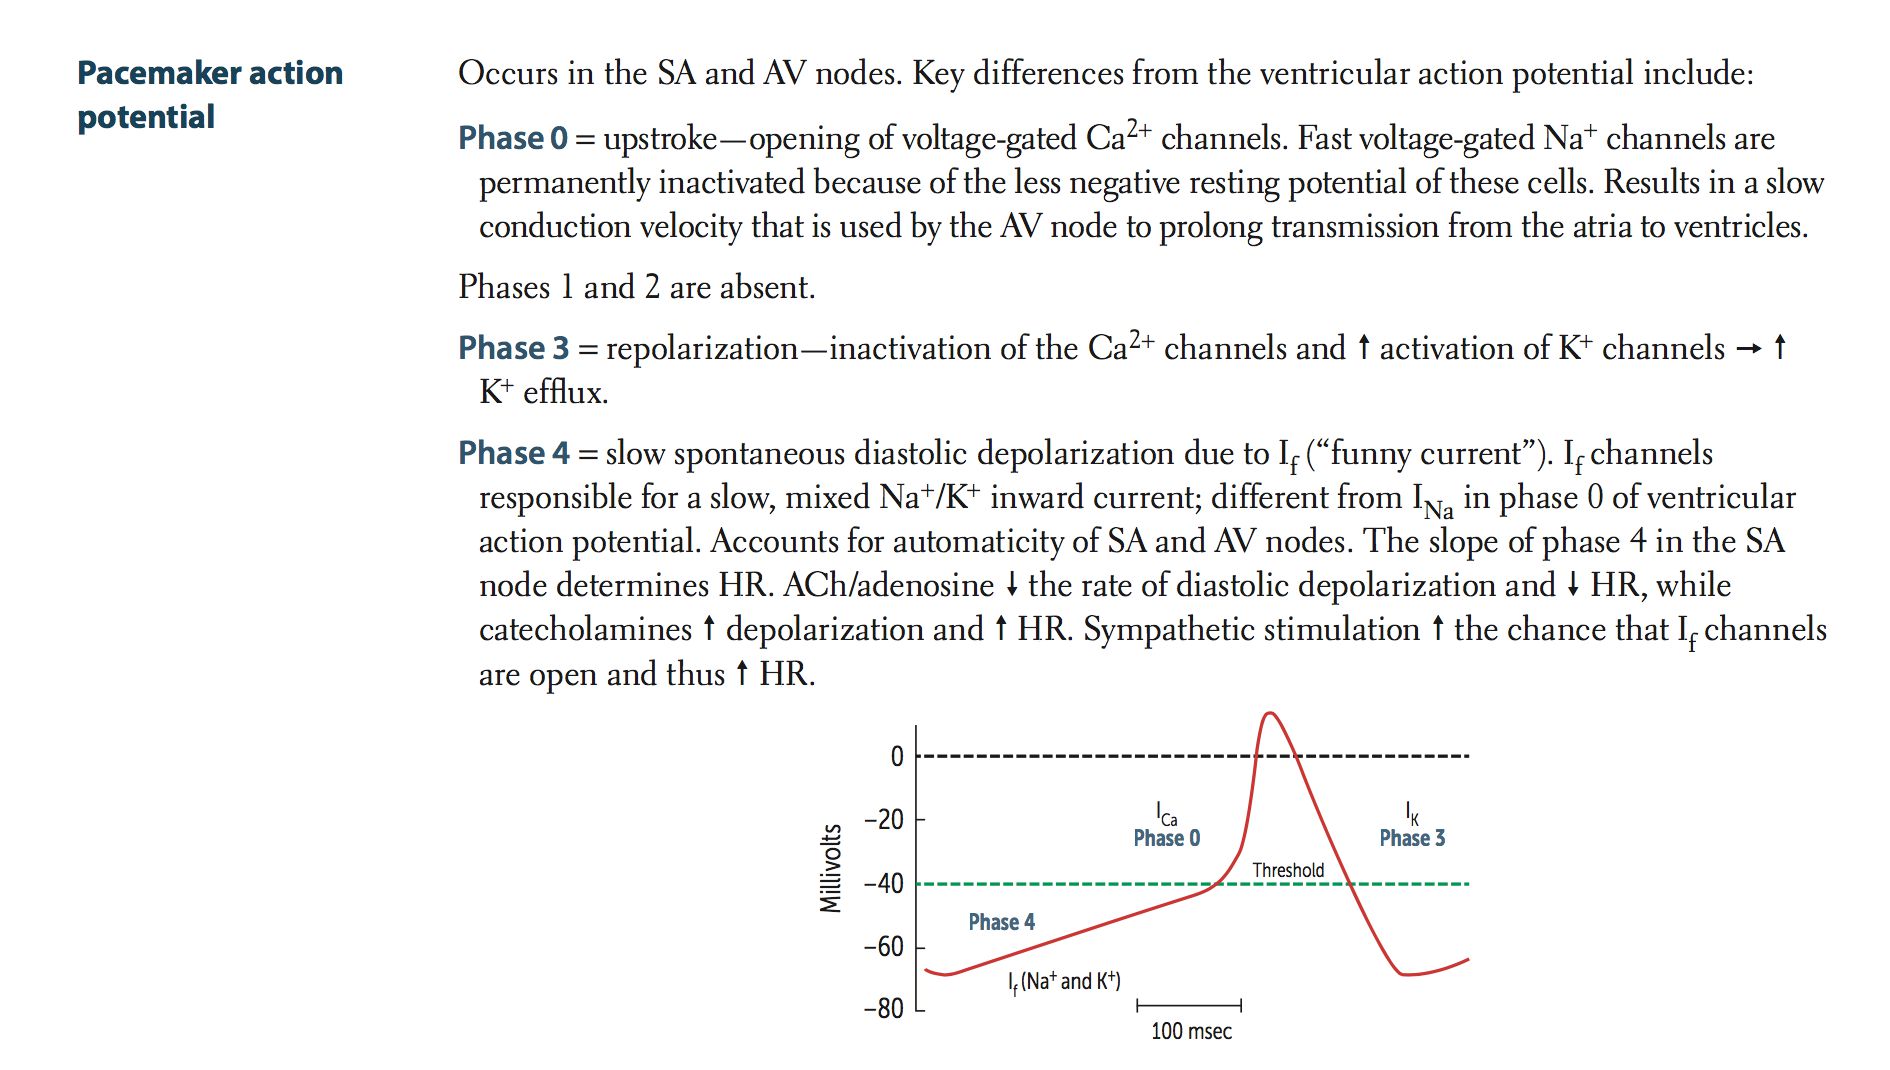 Pacemaker action
potential
Occurs in the SA and AV nodes. Key differences from the ventricular action potential include:
Phase 0 = upstroke—opening of voltage-gated Ca²⁺ channels. Fast voltage-gated Na⁺ channels are
permanently inactivated because of the less negative resting potential of these cells. Results in a slow
conduction velocity that is used by the AV node to prolong transmission from the atria to ventricles.
Phases 1 and 2 are absent.
Phase 3 = repolarization—inactivation of the Ca²⁺ channels and ↑ activation of K⁺ channels → ↑
K⁺ efflux.
Phase 4 = slow spontaneous diastolic depolarization due to I_f (“funny current”). I_f channels
responsible for a slow, mixed Na⁺/K⁺ inward current; different from I_Na in phase 0 of ventricular
action potential. Accounts for automaticity of SA and AV nodes. The slope of phase 4 in the SA
node determines HR. ACh/adenosine ↓ the rate of diastolic depolarization and ↓ HR, while
catecholamines ↑ depolarization and ↑ HR. Sympathetic stimulation ↑ the chance that I_f channels
are open and thus ↑ HR.
Millivolts
0
–20
–40
–60
–80
I_Ca
Phase 0
I_K
Phase 3
Threshold
Phase 4
I_f (Na⁺ and K⁺)
100 msec